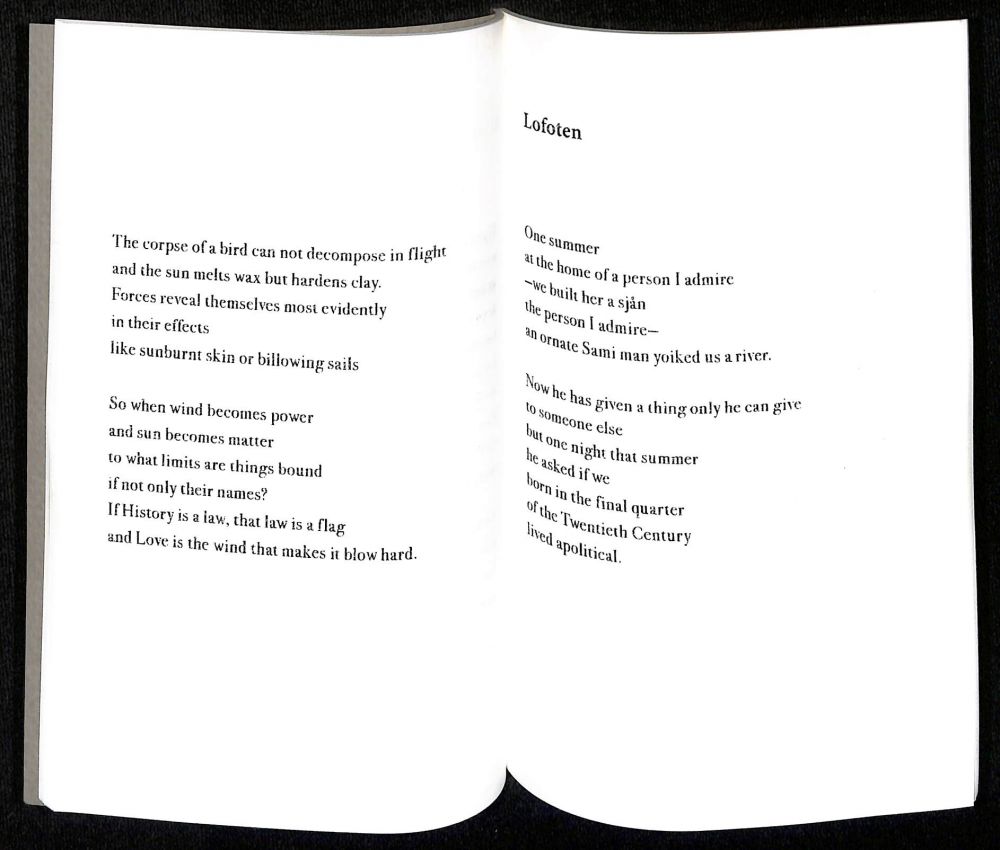 The corpse of a bird can not decompose in flight
and the sun melts wax but hardens clay.
Forces reveal themselves most evidently
in their effects
like sunburnt skin or billowing sails
So when wind becomes power
and sun becomes matter
to what limits are things bound
if not only their names?
If History is a law, that law is a flag
and Love is the wind that makes it blow hard.
Lofoten
One summer
at the home of a person I admire
—we built her a sjån
the person I admire—
an ornate Sami man yoiked us a river.
Now he has given a thing only he can give
to someone else
but one night that summer
he asked if we
born in the final quarter
of the Twentieth Century
lived apolitical.